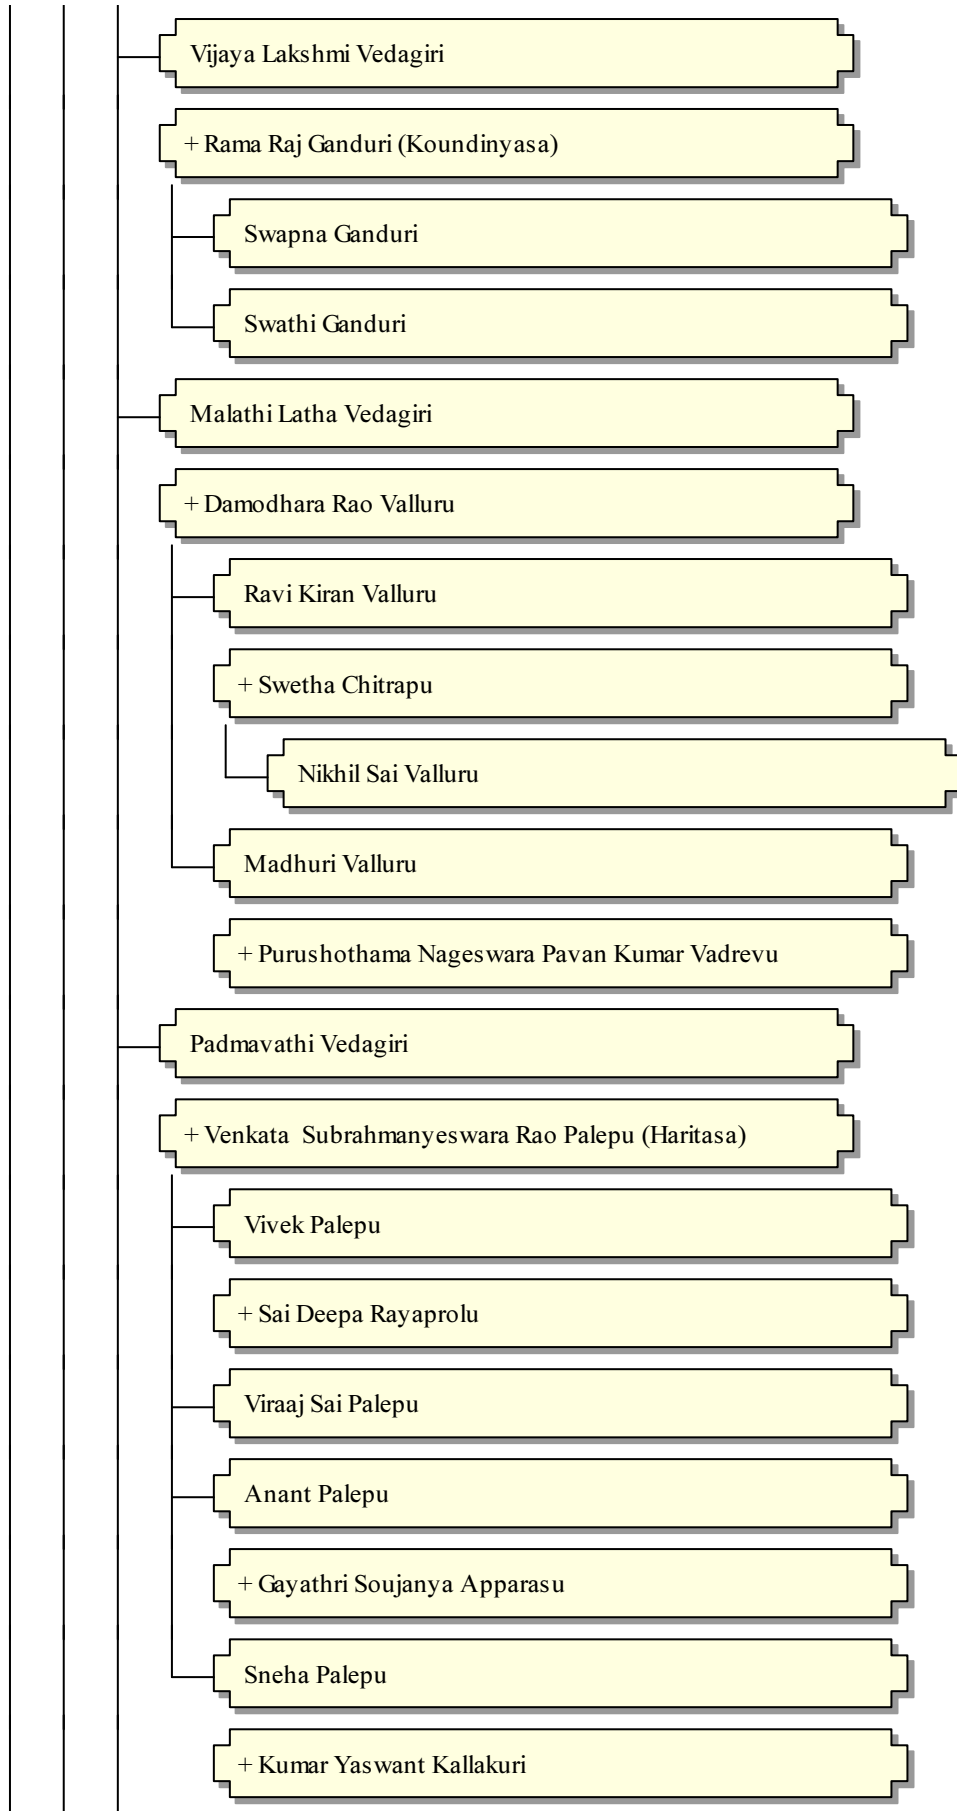 Vijaya Lakshmi Vedagiri
+ Rama Raj Ganduri (Koundinyasa)
Swapna Ganduri
Swathi Ganduri
Malathi Latha Vedagiri
+ Damodhara Rao Valluru
Ravi Kiran Valluru
+ Swetha Chitrapu
Nikhil Sai Valluru
Madhuri Valluru
+ Purushothama Nageswara Pavan Kumar Vadrevu
Padmavathi Vedagiri
+ Venkata  Subrahmanyeswara Rao Palepu (Haritasa)
Vivek Palepu
+ Sai Deepa Rayaprolu
Viraaj Sai Palepu
Anant Palepu
+ Gayathri Soujanya Apparasu
Sneha Palepu
+ Kumar Yaswant Kallakuri